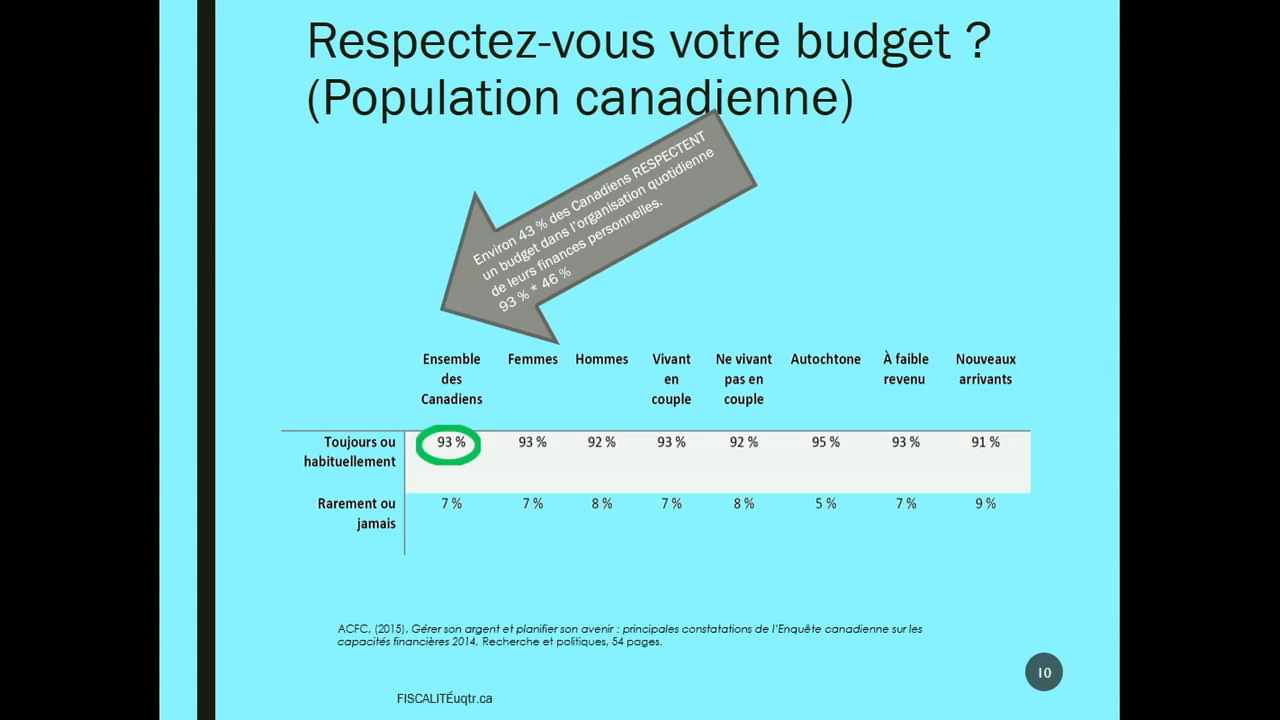 Respectez-vous votre budget ?
(Population canadienne)
Environ 43 % des Canadiens RESPECTENT
un budget dans l'organisation quotidienne
de leurs finances personnelles.
93 % * 46 %
Ensemble des Canadiens Femmes Hommes Vivant en couple Ne vivant pas en couple Autochtone À faible revenu Nouveaux arrivants
Toujours ou habituellement 93 % 93 % 92 % 93 % 92 % 95 % 93 % 91 %
Rarement ou jamais 7 % 7 % 8 % 7 % 8 % 5 % 7 % 9 %
ACFC, (2015), Gérer son argent et planifier son avenir : principales constatations de l'Enquête canadienne sur les
capacités financières 2014, Recherche et politiques, 54 pages.
10
FISCALITÉuqtr.ca